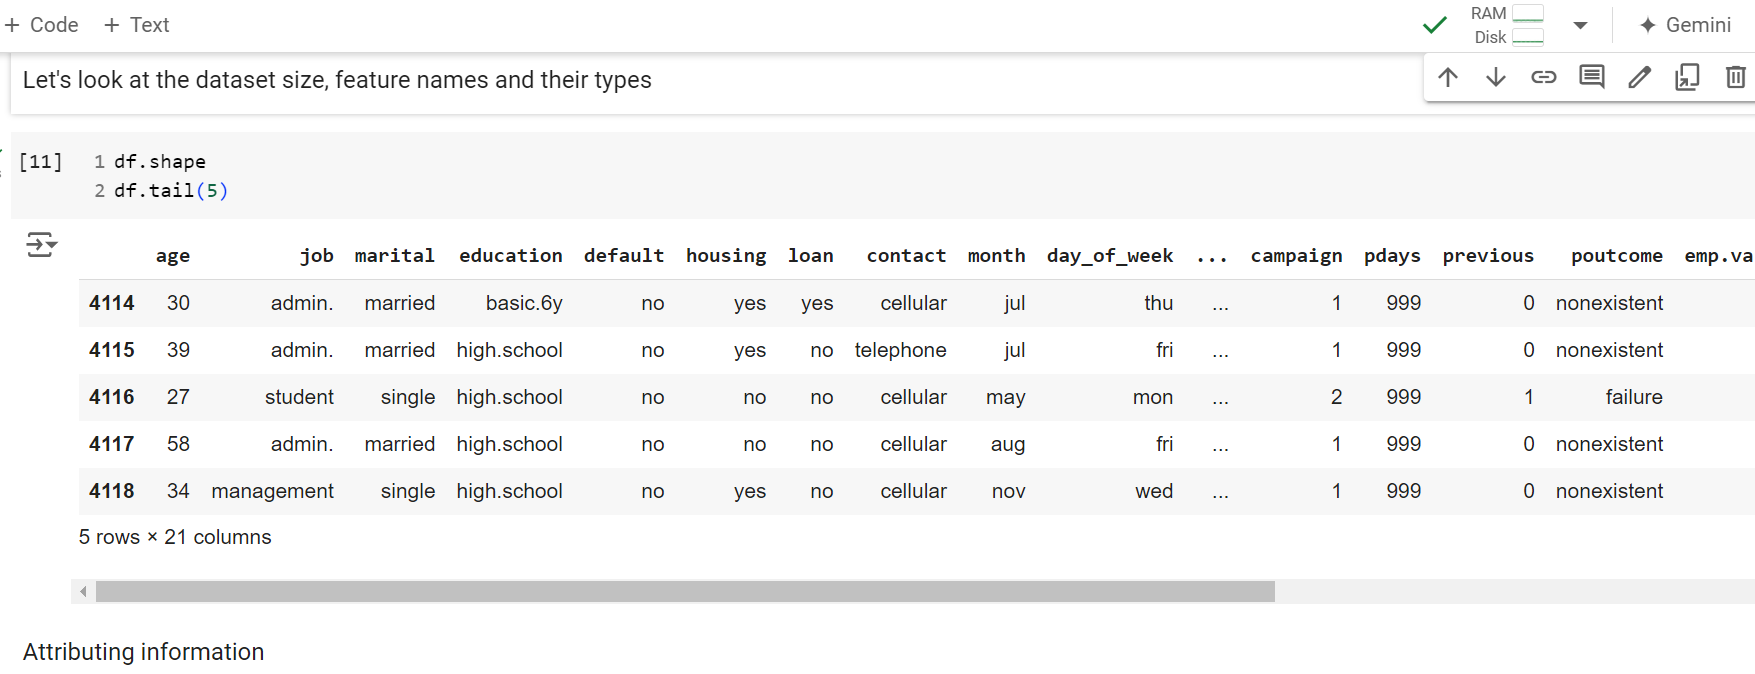 + Code + Text RAM Disk Gemini
Let's look at the dataset size, feature names and their types
[11] 1 df.shape
2 df.tail(5)
age job marital education default housing loan contact month day_of_week ... campaign pdays previous poutcome emp.va
4114 30 admin. married basic.6y no yes yes cellular jul thu ... 1 999 0 nonexistent
4115 39 admin. married high.school no yes no telephone jul fri ... 1 999 0 nonexistent
4116 27 student single high.school no no no cellular may mon ... 2 999 1 failure
4117 58 admin. married high.school no no no cellular aug fri ... 1 999 0 nonexistent
4118 34 management single high.school no yes no cellular nov wed ... 1 999 0 nonexistent
5 rows × 21 columns
Attributing information